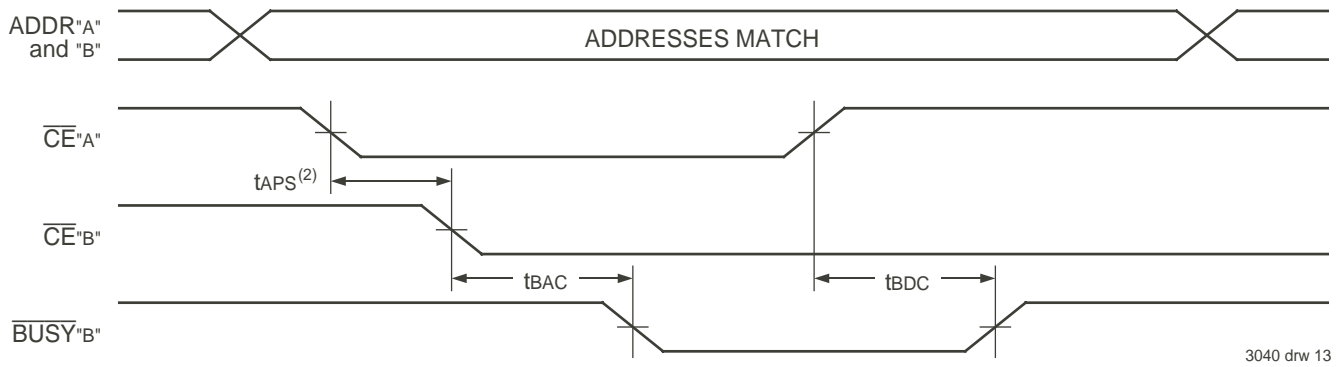 ADDR"A"
and "B"
ADDRESSES MATCH
CE"A"
tAPS(2)
CE"B"
tBAC
tBDC
BUSY"B"
3040 drw 13